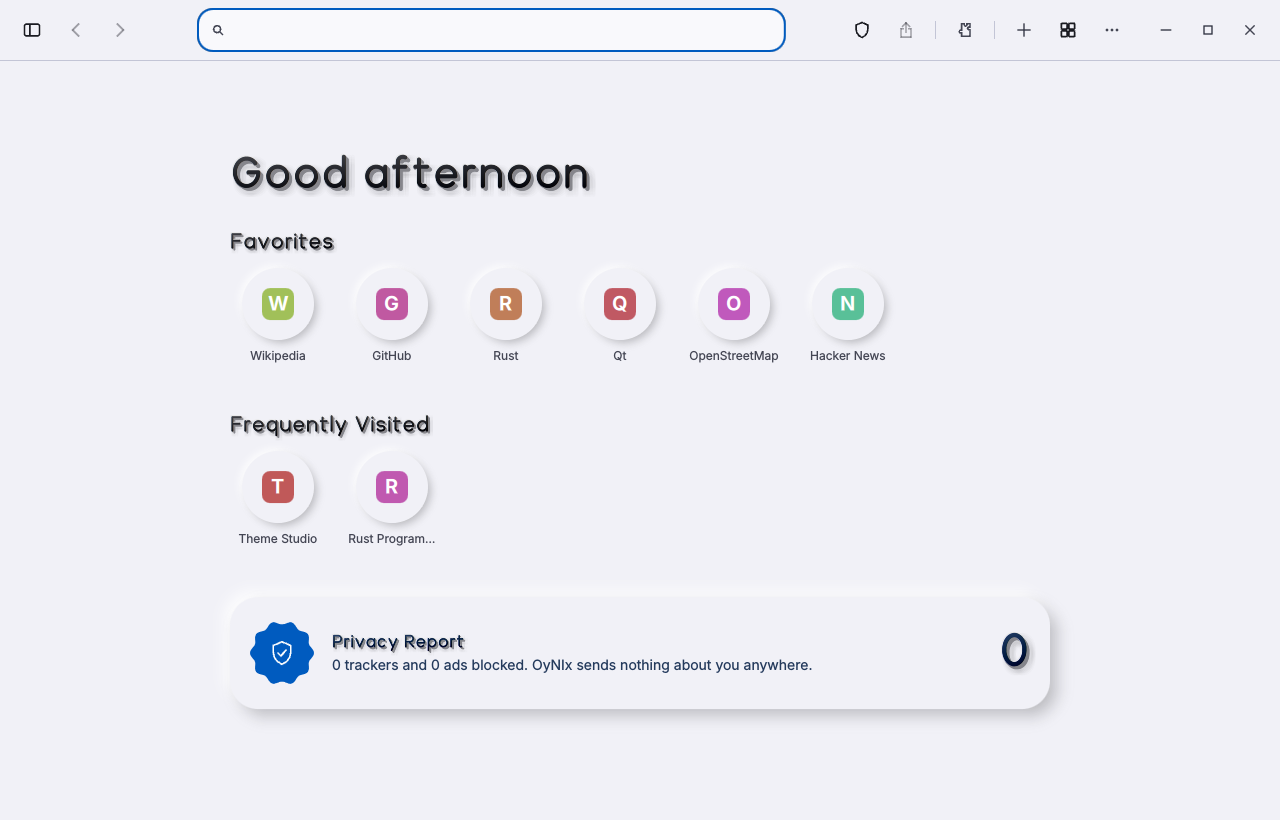 Good afternoon
Favorites
W
G
R
Q
O
N
Wikipedia
GitHub
Rust
Qt
OpenStreetMap
Hacker News
Frequently Visited
T
R
Theme Studio
Rust Program...
Privacy Report
0 trackers and 0 ads blocked. OyNIx sends nothing about you anywhere.
0